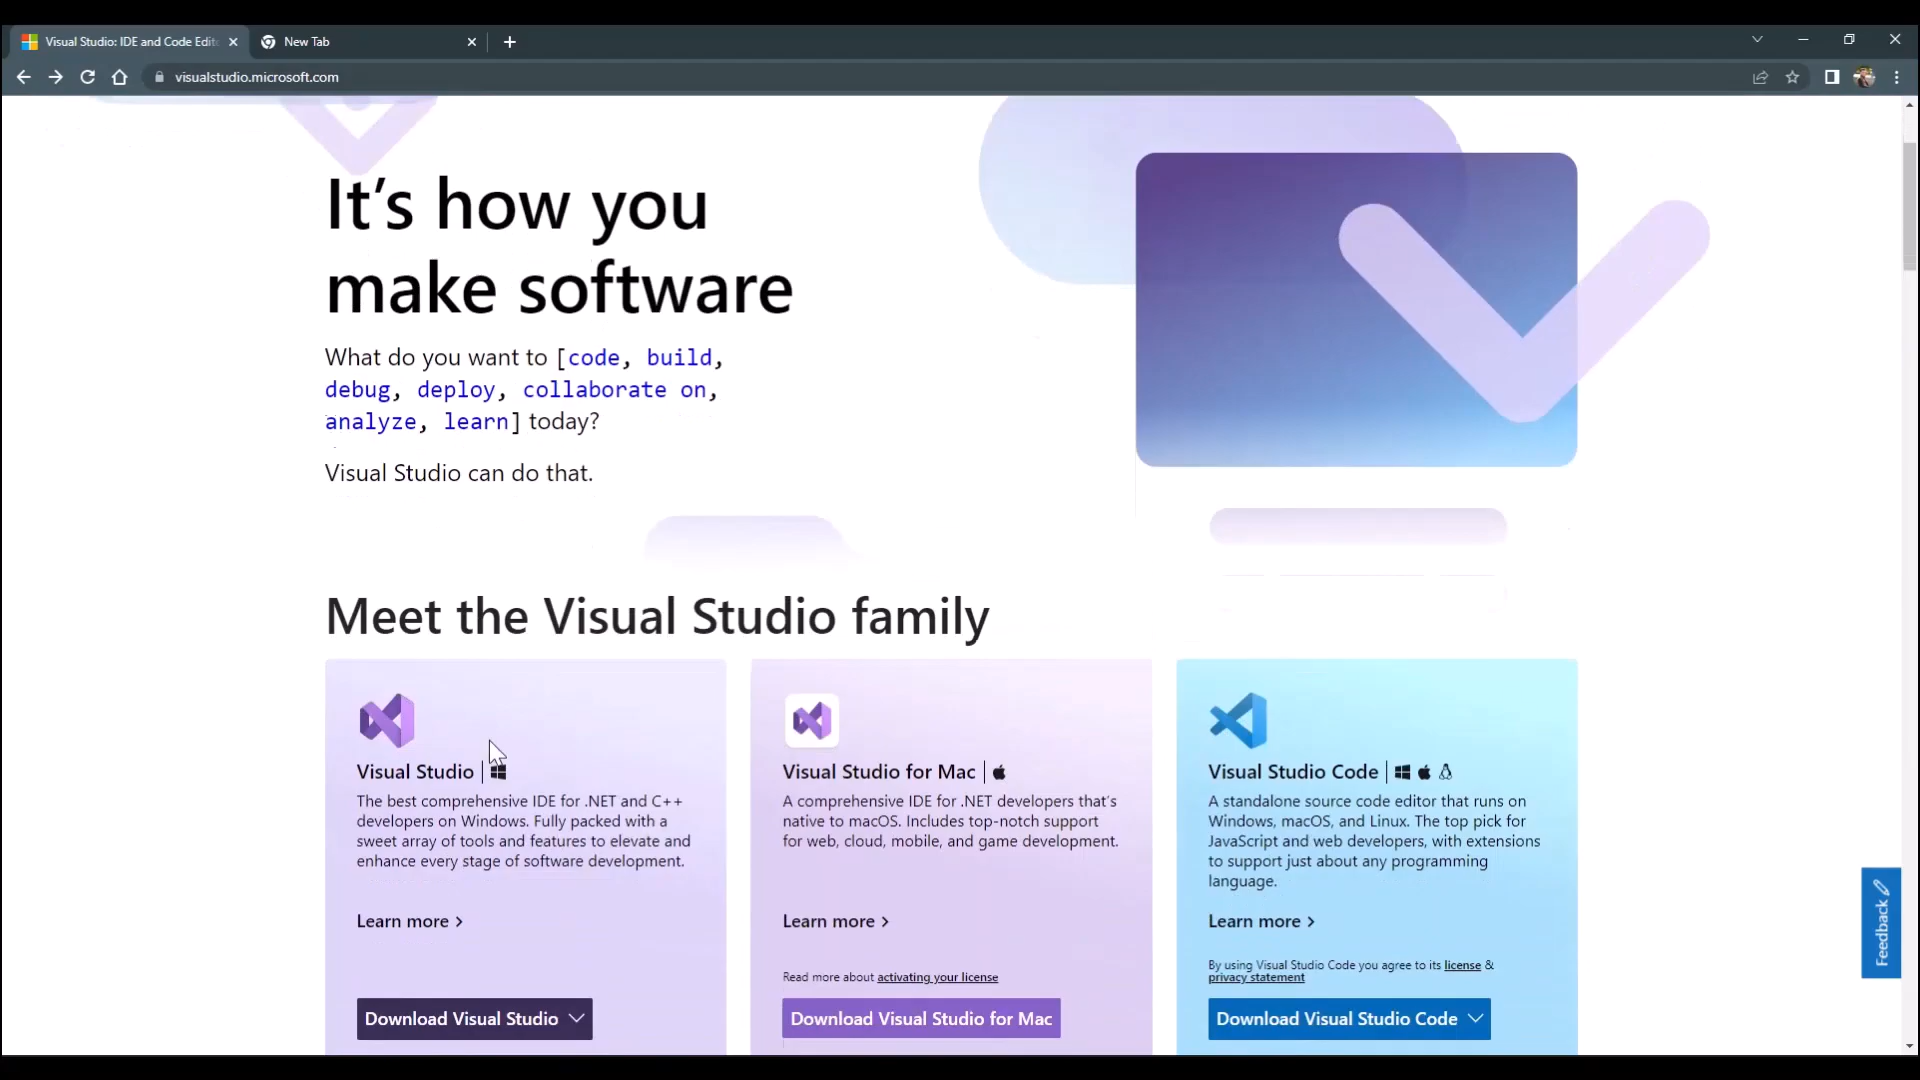 Visual Studio: IDE and Code Edit
New Tab
visualstudio.microsoft.com
It's how you
make software
What do you want to [code, build,
debug, deploy, collaborate on,
analyze, learn] today?
Visual Studio can do that.
Meet the Visual Studio family
Visual Studio |
The best comprehensive IDE for .NET and C++
developers on Windows. Fully packed with a
sweet array of tools and features to elevate and
enhance every stage of software development.
Learn more >
Download Visual Studio
Visual Studio for Mac |
A comprehensive IDE for .NET developers that's
native to macOS. Includes top-notch support
for web, cloud, mobile, and game development.
Learn more >
Read more about activating your license
Download Visual Studio for Mac
Visual Studio Code |
A standalone source code editor that runs on
Windows, macOS, and Linux. The top pick for
JavaScript and web developers, with extensions
to support just about any programming
language.
Learn more >
By using Visual Studio Code you agree to its license &
privacy statement
Download Visual Studio Code
Feedback